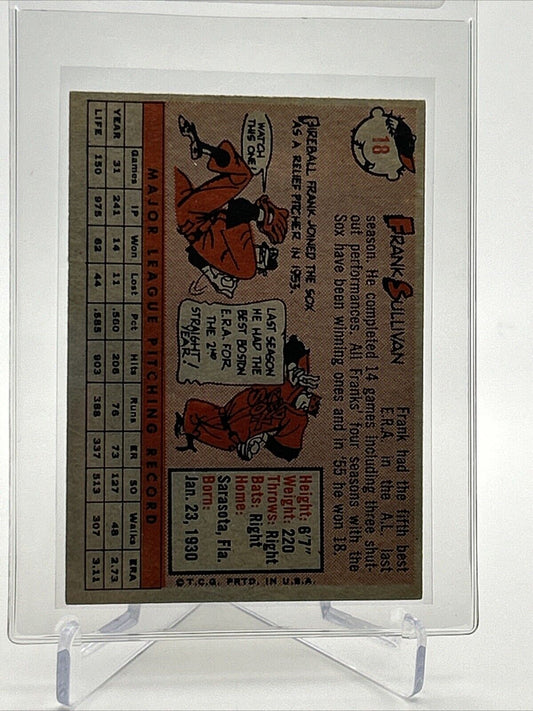 18
FRANK SULLIVAN
Frank had the fifth best
E.R.A. in the A.L. last
season. He completed 14 games including three shut-
out performances. All Franks' four seasons with the
Sox have been winning ones and in '55 he won 18.
FIREBALL FRANK JOINED THE SOX
AS A RELIEF PITCHER IN 1953.
WATCH
THIS ONE!
LAST SEASON
HE HAD THE
BEST BOSTON
E.R.A. FOR
THE 2ND
STRAIGHT
YEAR!
Height: 6'7"
Weight: 220
Throws: Right
Bats: Right
Home:
Sarasota, Fla.
Born:
Jan. 23, 1930
MAJOR LEAGUE PITCHING RECORD
Games IP Won Lost Pct Hits Runs ER SO Walks ERA
YEAR 31 241 14 11 .560 206 76 73 127 48 2.73
LIFE 150 975 62 44 .585 903 388 337 513 307 3.11
©T.C.G. PRTD. IN U.S.A.